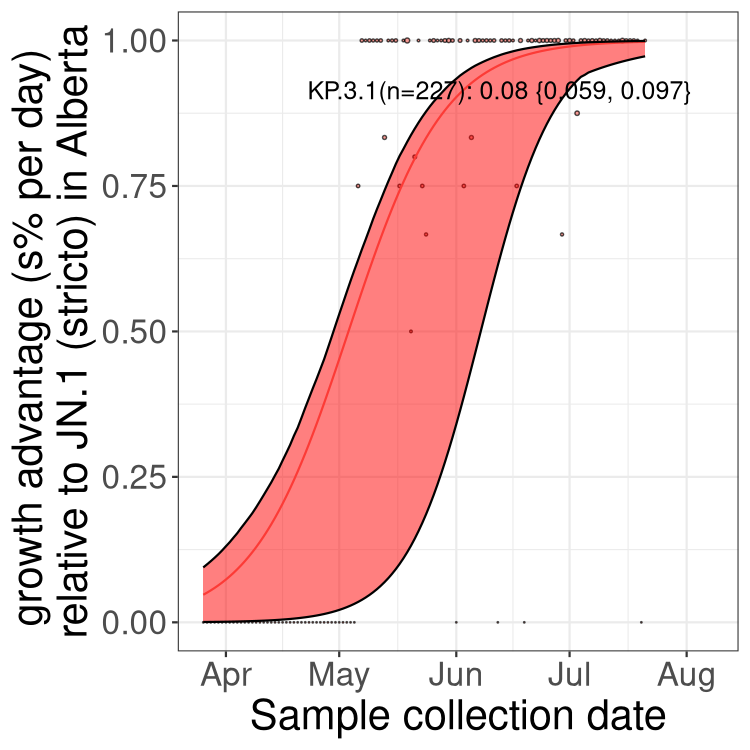 growth advantage (s% per day)
relative to JN.1 (stricto) in Alberta
1.00
0.75
0.50
0.25
0.00
KP.3.1(n=227): 0.08 {0.059, 0.097}
Apr May Jun Jul Aug
Sample collection date